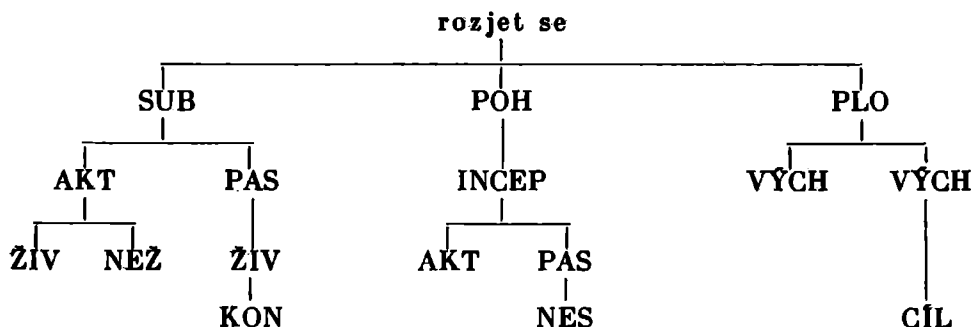 rozjet se
SUB POH PLO
AKT PAS INCEP VÝCH VÝCH
ŽIV NEŽ ŽIV AKT PAS
KON NES CÍL